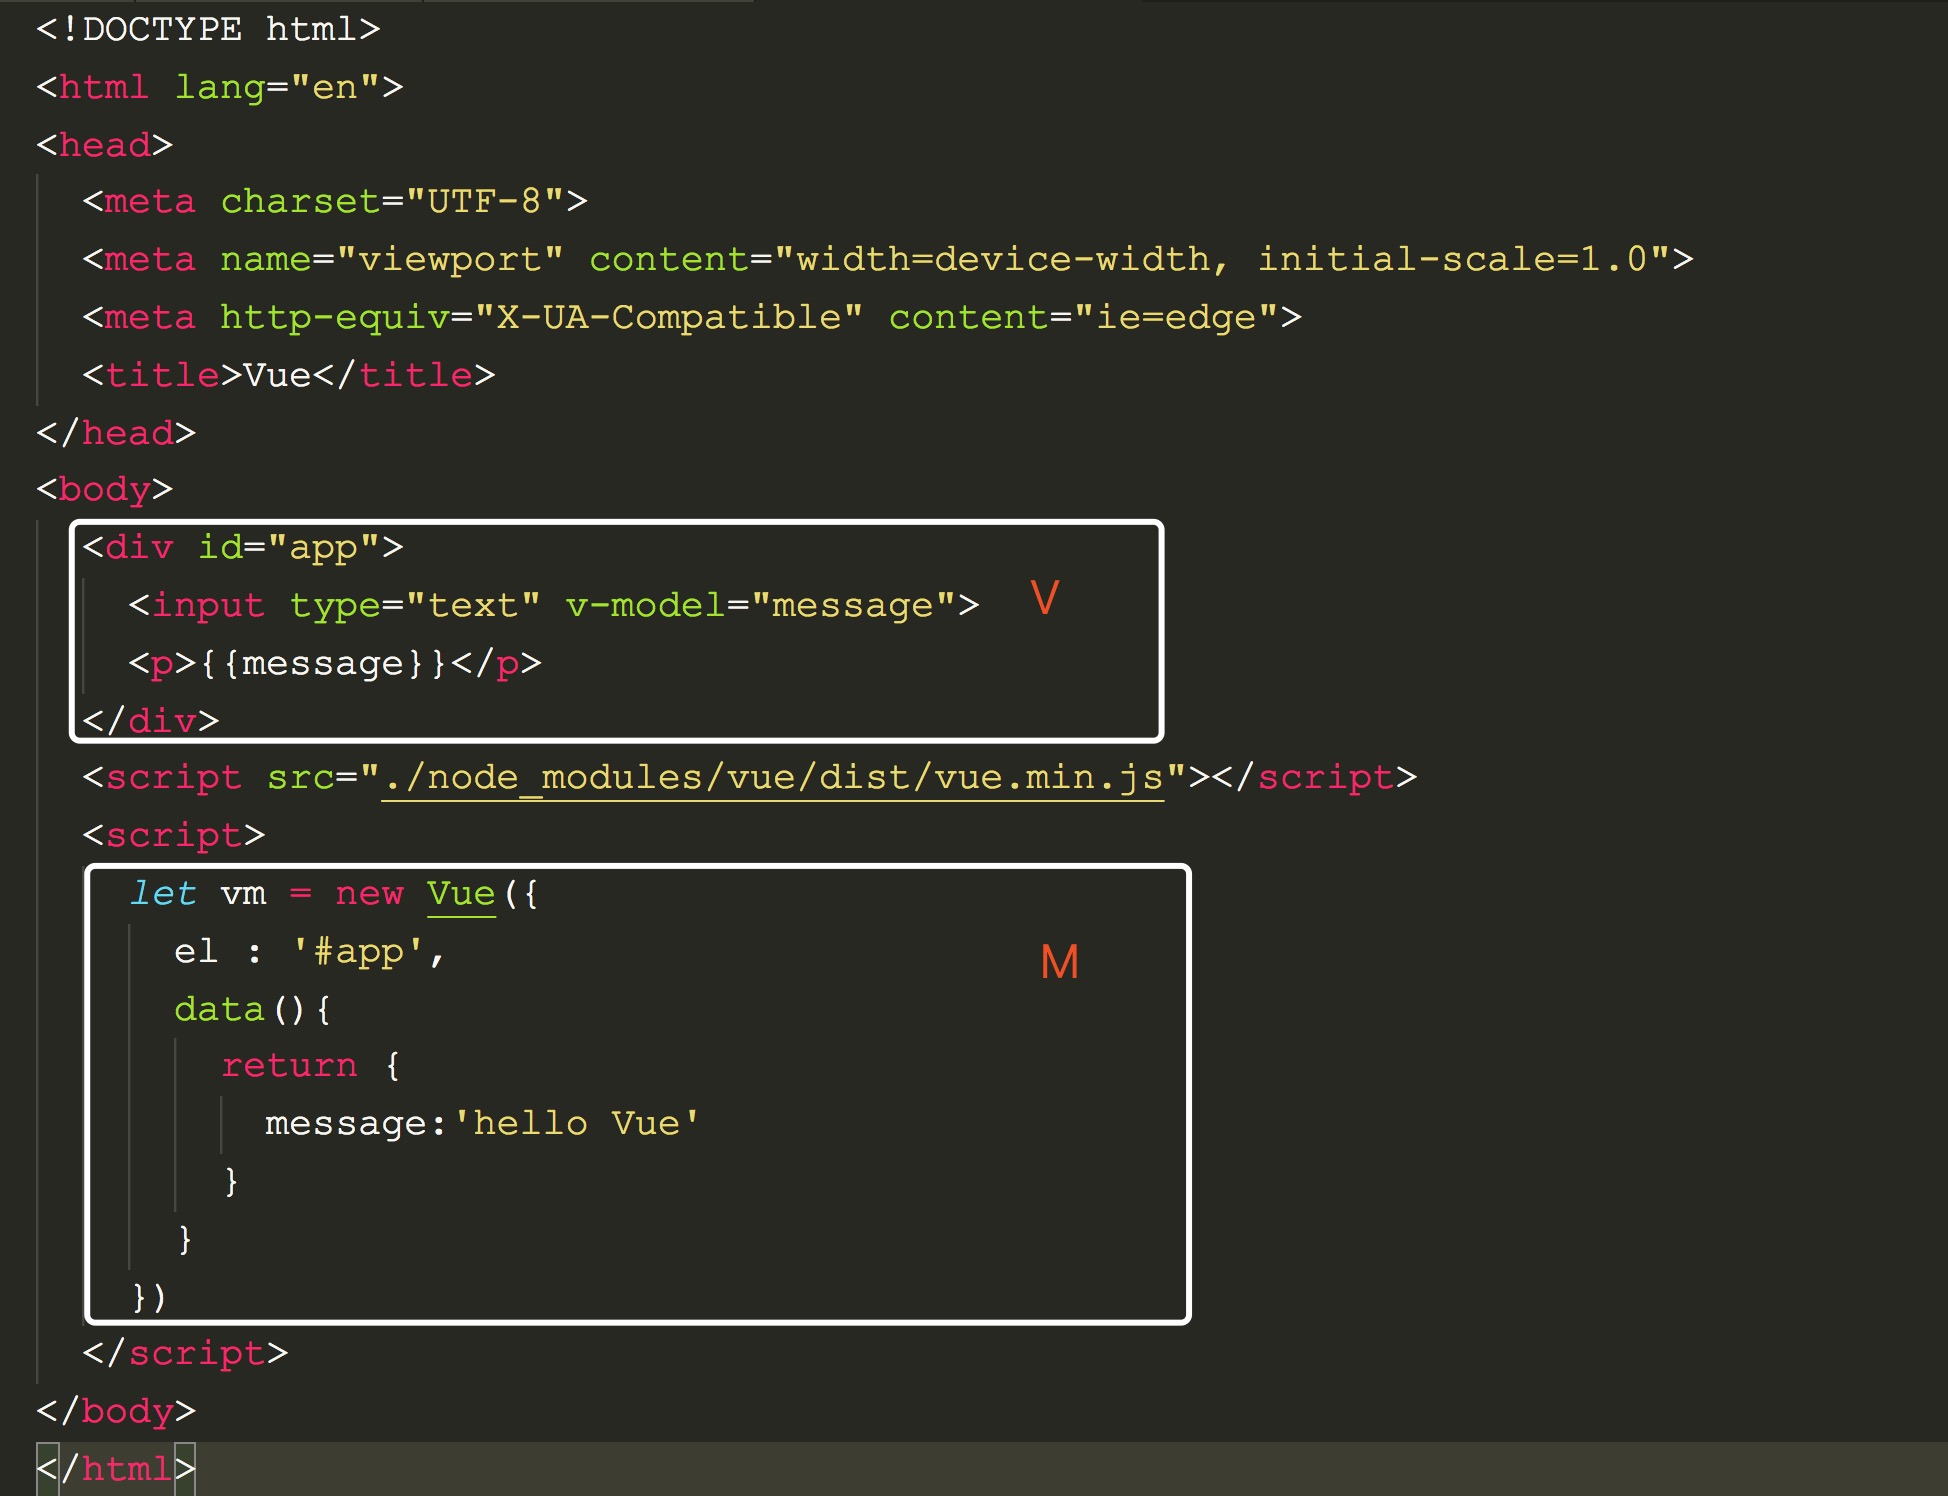 <!DOCTYPE html>
<html lang="en">
<head>
  <meta charset="UTF-8">
  <meta name="viewport" content="width=device-width, initial-scale=1.0">
  <meta http-equiv="X-UA-Compatible" content="ie=edge">
  <title>Vue</title>
</head>
<body>
  <div id="app">
    <input type="text" v-model="message"> V
    <p>{{message}}</p>
  </div>
  <script src="./node_modules/vue/dist/vue.min.js"></script>
  <script>
    let vm = new Vue({
      el : '#app', M
      data(){
        return {
          message:'hello Vue'
        }
      }
    })
  </script>
</body>
</html>